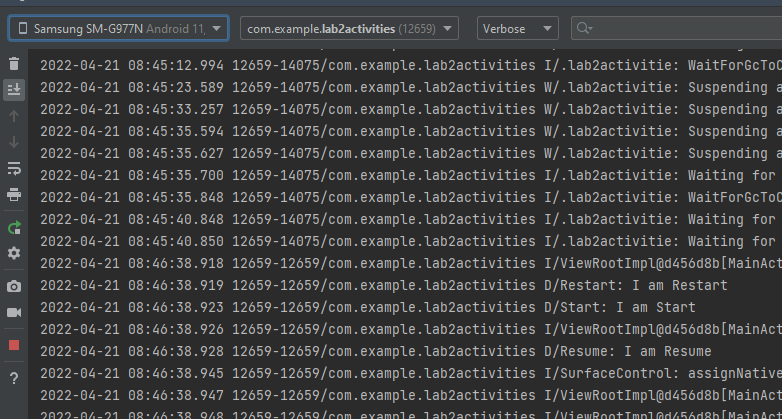 Samsung SM-G977N Android 11, com.example.lab2activities (12659) Verbose
2022-04-21 08:45:12.994 12659-14075/com.example.lab2activities I/.lab2activitie: WaitForGcToC
2022-04-21 08:45:23.589 12659-14075/com.example.lab2activities W/.lab2activitie: Suspending a
2022-04-21 08:45:33.257 12659-14075/com.example.lab2activities W/.lab2activitie: Suspending a
2022-04-21 08:45:35.594 12659-14075/com.example.lab2activities W/.lab2activitie: Suspending a
2022-04-21 08:45:35.627 12659-14075/com.example.lab2activities W/.lab2activitie: Suspending a
2022-04-21 08:45:35.700 12659-14075/com.example.lab2activities I/.lab2activitie: Waiting for
2022-04-21 08:45:35.848 12659-14075/com.example.lab2activities I/.lab2activitie: WaitForGcToC
2022-04-21 08:45:40.848 12659-14075/com.example.lab2activities I/.lab2activitie: Waiting for
2022-04-21 08:45:40.850 12659-14075/com.example.lab2activities I/.lab2activitie: Waiting for
2022-04-21 08:46:38.918 12659-12659/com.example.lab2activities I/ViewRootImpl@d456d8b[MainAct
2022-04-21 08:46:38.919 12659-12659/com.example.lab2activities D/Restart: I am Restart
2022-04-21 08:46:38.923 12659-12659/com.example.lab2activities D/Start: I am Start
2022-04-21 08:46:38.926 12659-12659/com.example.lab2activities I/ViewRootImpl@d456d8b[MainAct
2022-04-21 08:46:38.928 12659-12659/com.example.lab2activities D/Resume: I am Resume
2022-04-21 08:46:38.945 12659-12659/com.example.lab2activities I/SurfaceControl: assignNative
2022-04-21 08:46:38.947 12659-12659/com.example.lab2activities I/ViewRootImpl@d456d8b[MainAct
2022-04-21 08:46:38.948 12659-12659/com.example.lab2activities I/ViewRootImpl@d456d8b[MainAct